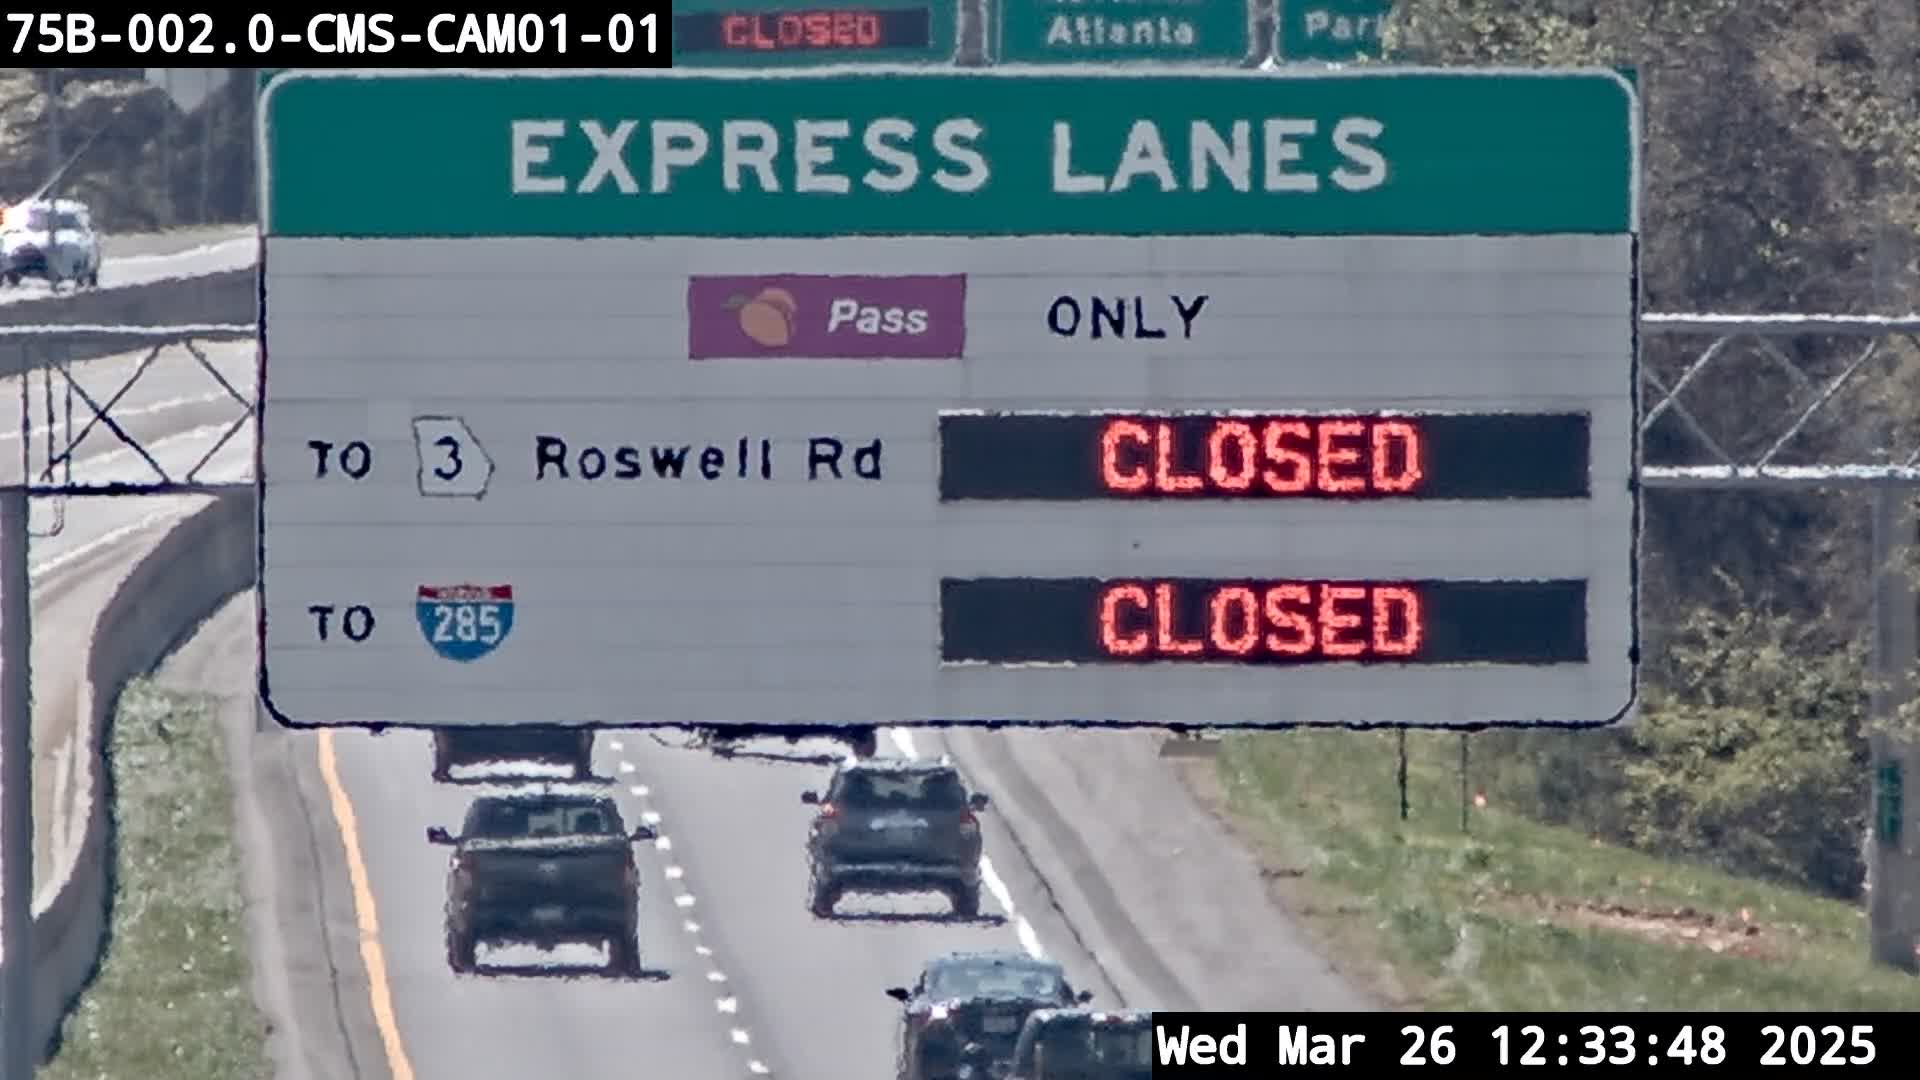 75B-002.0-CMS-CAM01-01
CLOSED
Atlanta
EXPRESS LANES
Pass ONLY
TO 3 Roswell Rd CLOSED
TO 285 CLOSED
Wed Mar 26 12:33:48 2025